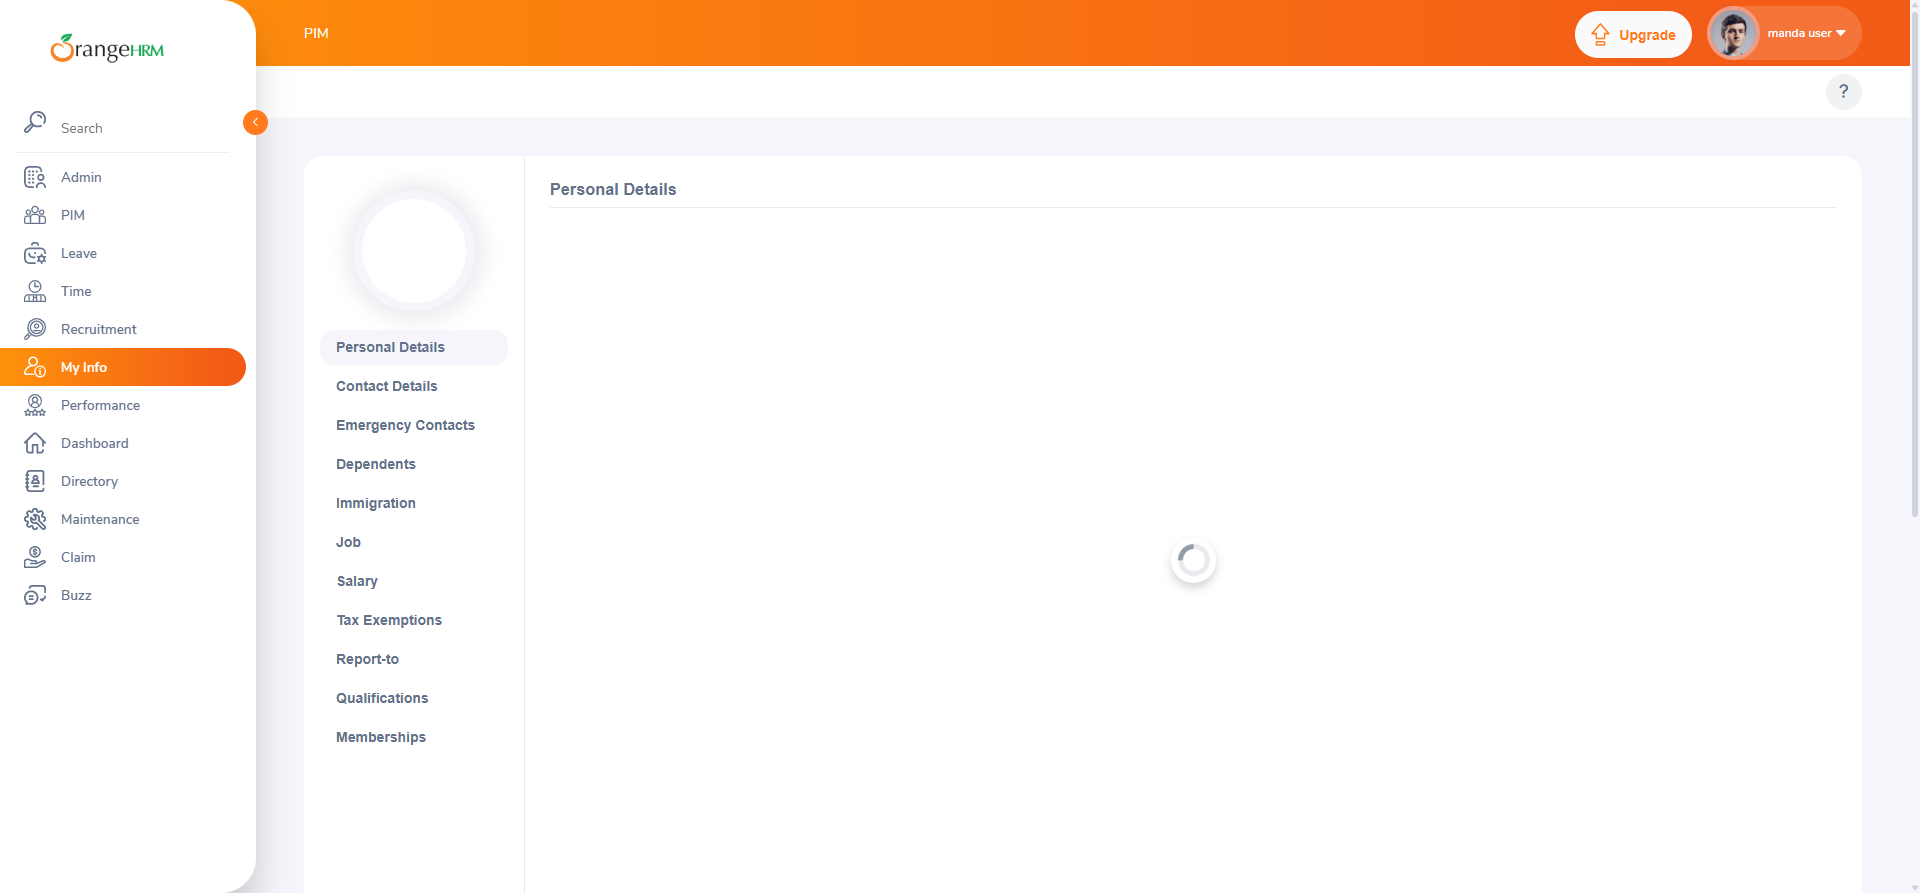 OrangeHRM
PIM
Upgrade
manda user
?
Search
Admin
PIM
Leave
Time
Recruitment
My Info
Performance
Dashboard
Directory
Maintenance
Claim
Buzz
Personal Details
Contact Details
Emergency Contacts
Dependents
Immigration
Job
Salary
Tax Exemptions
Report-to
Qualifications
Memberships
Personal Details